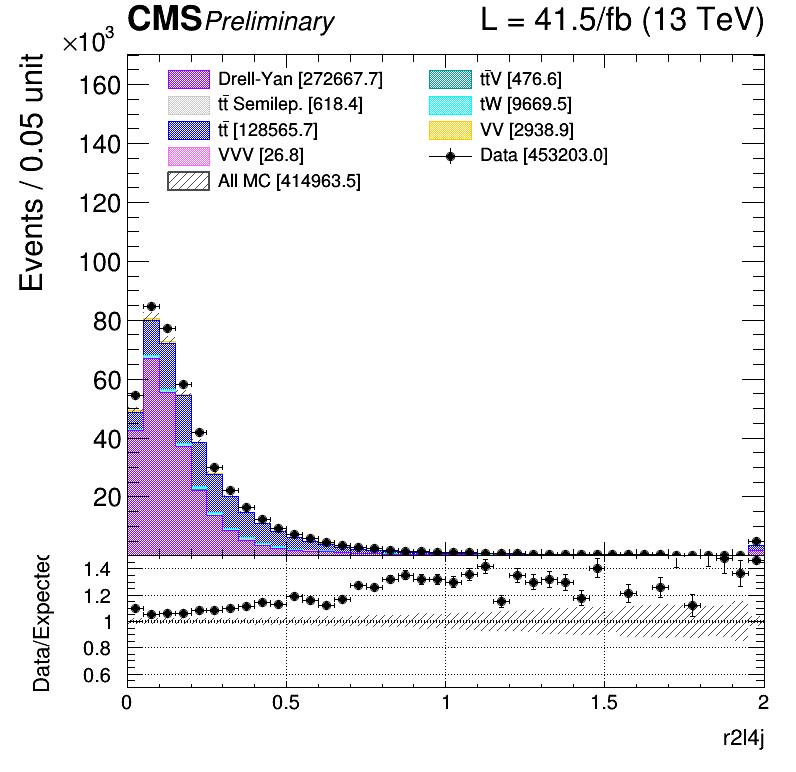 CMS Preliminary L = 41.5/fb (13 TeV)
×10³
Events / 0.05 unit
160
140
120
100
80
60
40
20
Drell-Yan [272667.7]
tt̄ Semilep. [618.4]
tt̄ [128565.7]
VVV [26.8]
All MC [414963.5]
tt̄V [476.6]
tW [9669.5]
VV [2938.9]
Data [453203.0]
Data/Expected
1.4
1.2
1
0.8
0.6
0 0.5 1 1.5 2
r2l4j